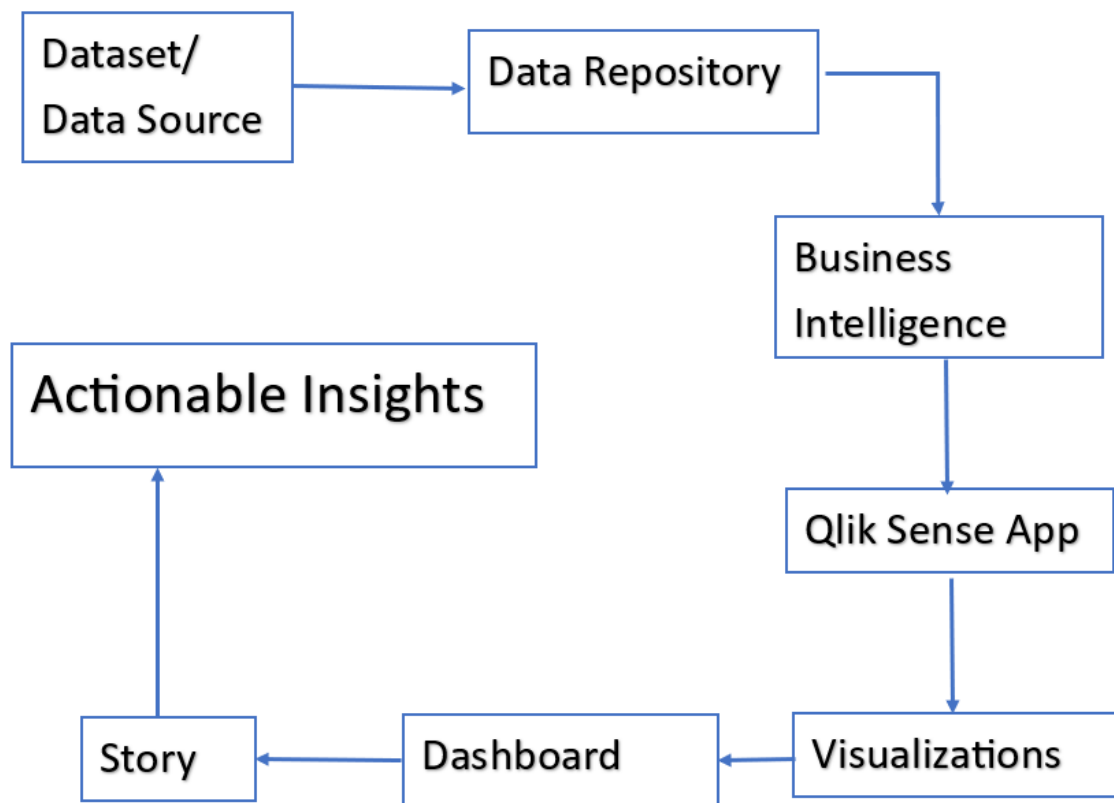 Dataset/
Data Source
Data Repository
Business
Intelligence
Qlik Sense App
Visualizations
Dashboard
Story
Actionable Insights